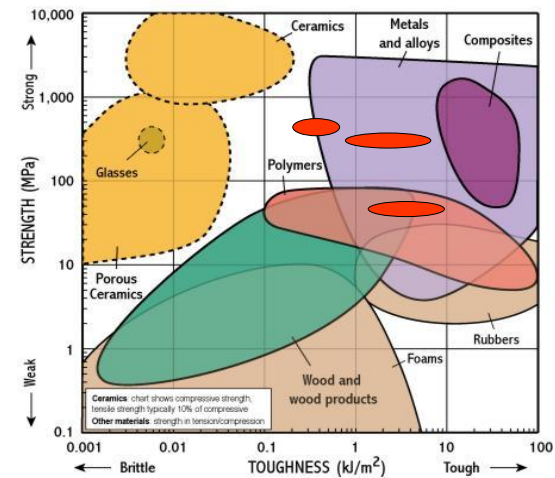 10,000
1,000
100
10
1
0.1
Strong
STRENGTH (MPa)
Weak
Ceramics
Metals
and alloys
Composites
Glasses
Polymers
Porous
Ceramics
Rubbers
Foams
Wood and
wood products
Ceramics: chart shows compressive strength,
tensile strength typically 10% of compressive
Other materials: strength in tension/compression
0.001
0.01
0.1
1
10
100
Brittle
TOUGHNESS (kJ/m²)
Tough